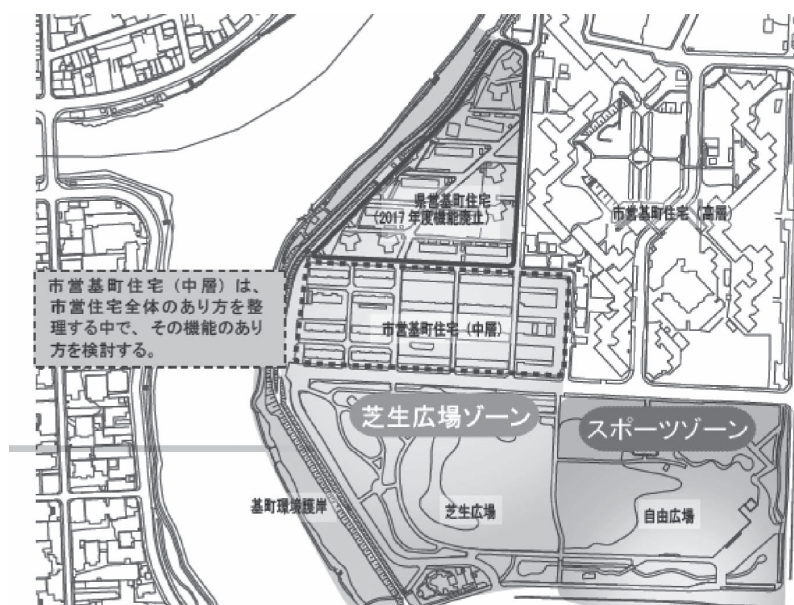 県営基町住宅
(2017年度機能廃止)
市営基町住宅(高層)
市営基町住宅(中層)は、
市営住宅全体のあり方を整
理する中で、その機能のあり
方を検討する。
市営基町住宅(中層)
芝生広場ゾーン
スポーツゾーン
基町環境護岸
芝生広場
自由広場